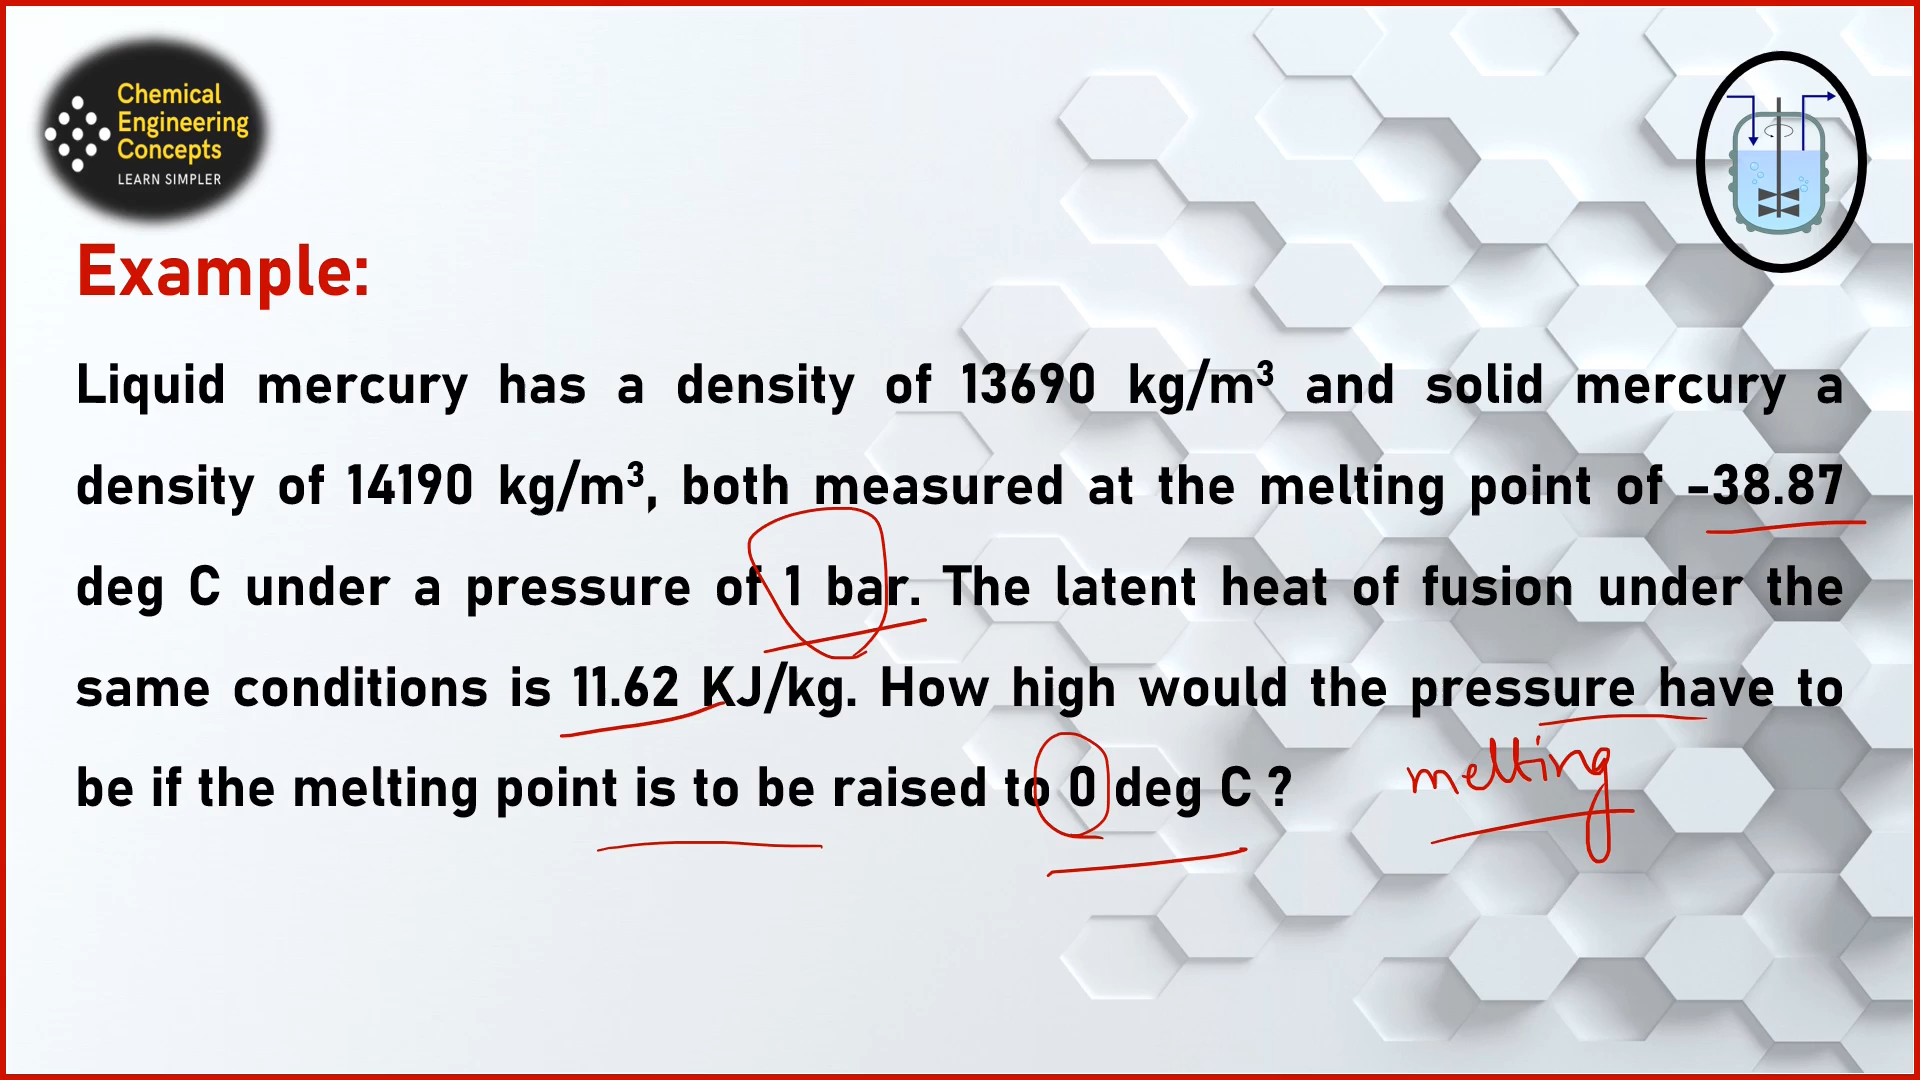 Chemical
Engineering
Concepts
LEARN SIMPLER
Example:
Liquid mercury has a density of 13690 kg/m³ and solid mercury a
density of 14190 kg/m³, both measured at the melting point of -38.87
deg C under a pressure of 1 bar. The latent heat of fusion under the
same conditions is 11.62 KJ/kg. How high would the pressure have to
be if the melting point is to be raised to 0 deg C ?
melting